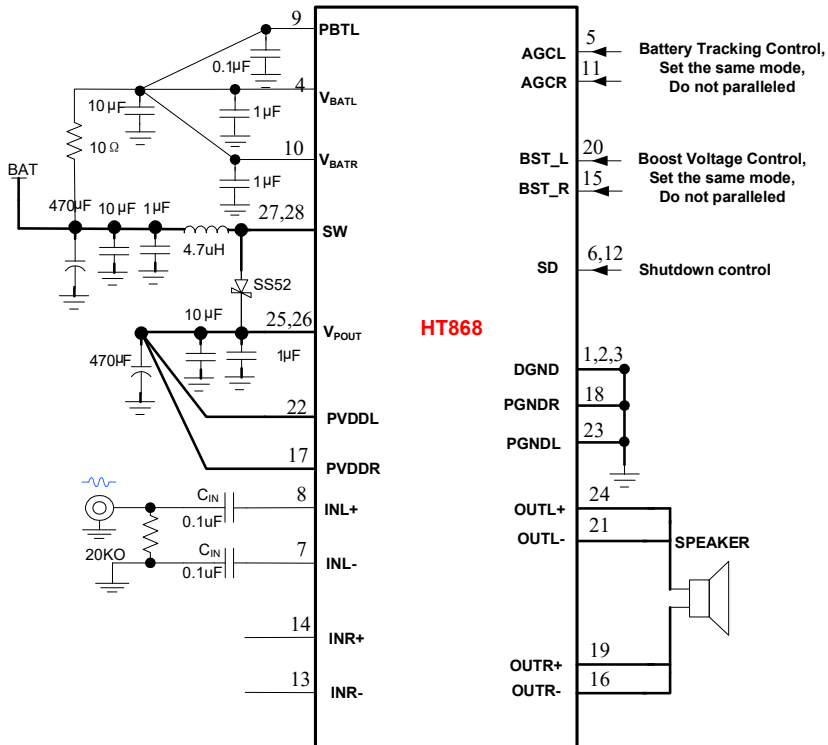 9
PBTL
0.1µF
4
VBATL
10µF
1µF
10
VBATR
10Ω
1µF
BAT
470µF
10µF
1µF
27,28
SW
4.7uH
SS52
25,26
VPOUT
10µF
1µF
470µF
22
PVDDL
17
PVDDR
CIN
8
INL+
0.1uF
20KO
CIN
7
INL-
0.1uF
14
INR+
13
INR-
HT868
5
AGCL
Battery Tracking Control,
11
AGCR
Set the same mode,
Do not paralleled
20
BST_L
Boost Voltage Control,
15
BST_R
Set the same mode,
Do not paralleled
6,12
SD
Shutdown control
1,2,3
DGND
18
PGNDR
23
PGNDL
24
OUTL+
21
OUTL-
SPEAKER
19
OUTR+
16
OUTR-